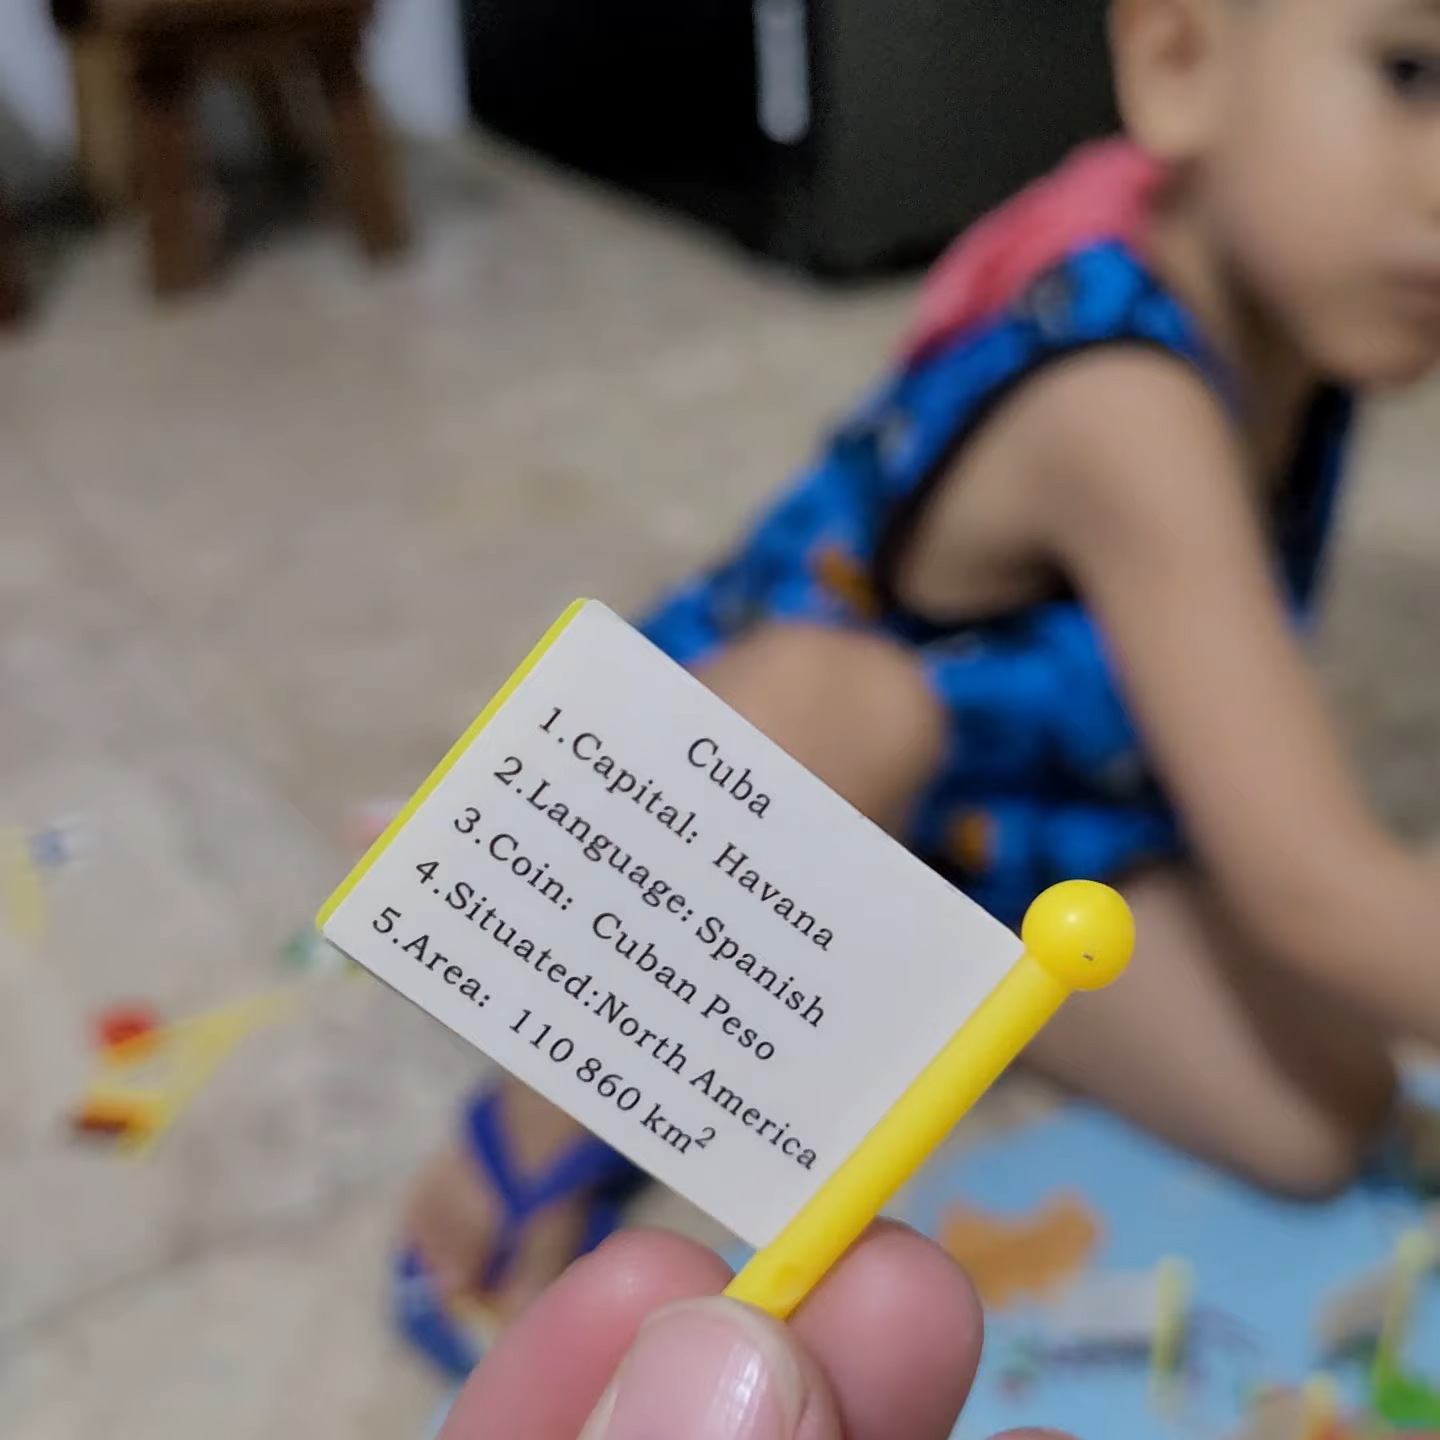 Cuba
1.Capital: Havana
2.Language: Spanish
3.Coin: Cuban Peso
4.Situated:North America
5.Area: 110 860 km²